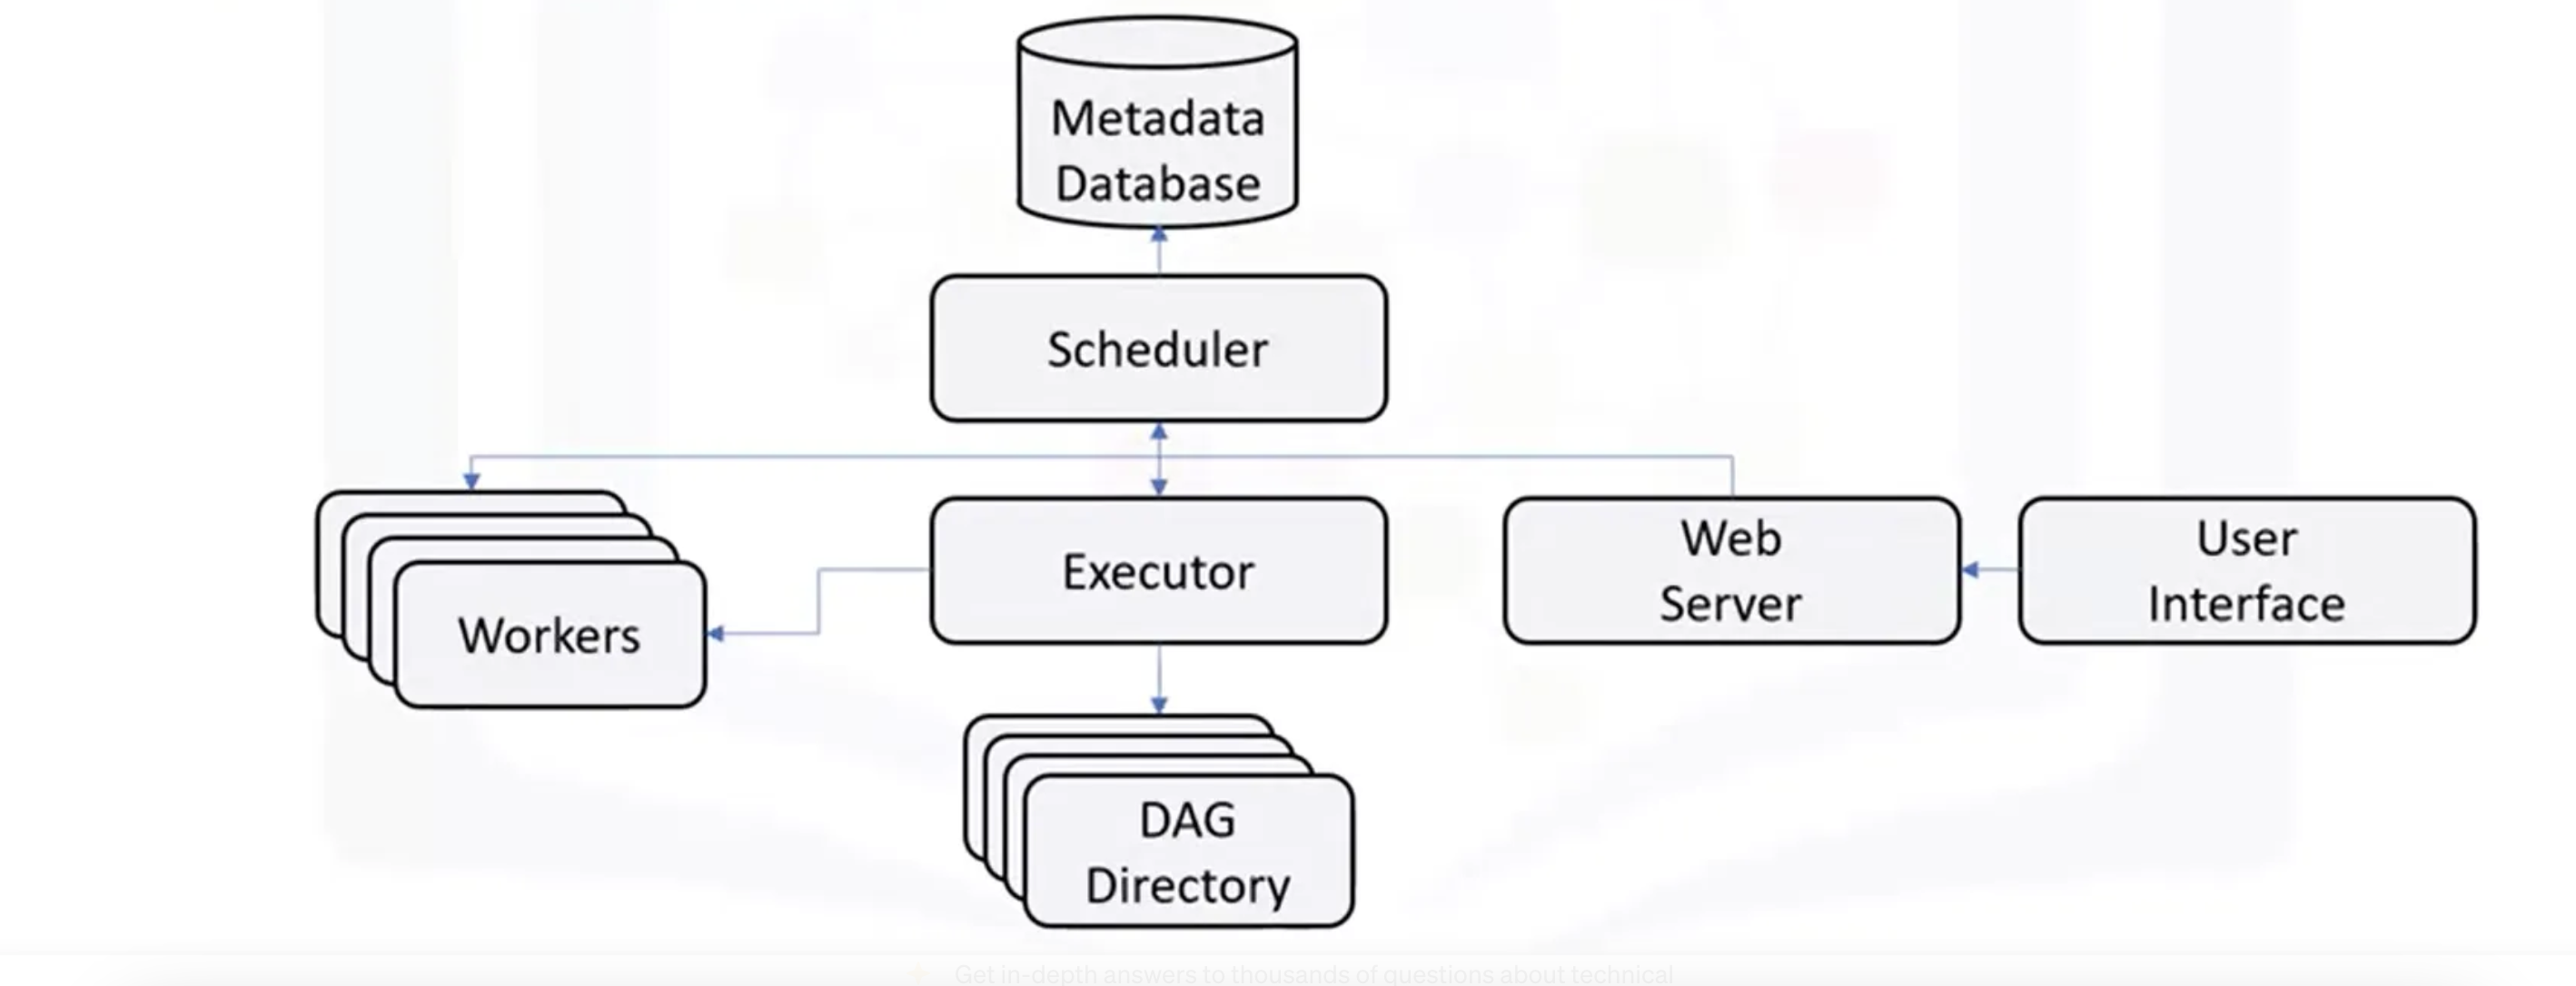 Metadata
Database
Scheduler
Workers
Executor
Web
Server
User
Interface
DAG
Directory
Get in-depth answers to thousands of questions about technical